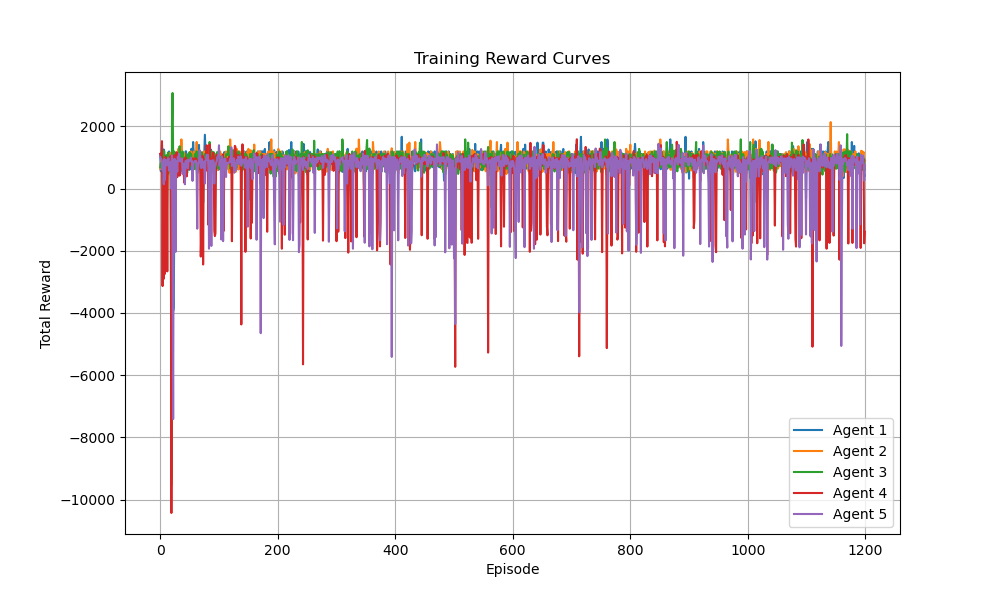 Training Reward Curves
Total Reward
2000
0
−2000
−4000
−6000
−8000
−10000
0 200 400 600 800 1000 1200
Episode
Agent 1
Agent 2
Agent 3
Agent 4
Agent 5